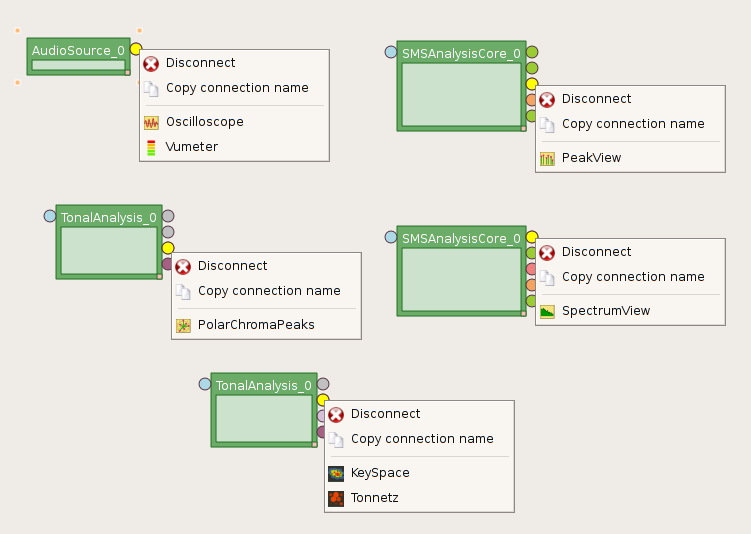 AudioSource_0
Disconnect
Copy connection name
Oscilloscope
Vumeter
SMSAnalysisCore_0
Disconnect
Copy connection name
PeakView
TonalAnalysis_0
Disconnect
Copy connection name
PolarChromaPeaks
SMSAnalysisCore_0
Disconnect
Copy connection name
SpectrumView
TonalAnalysis_0
Disconnect
Copy connection name
KeySpace
Tonnetz